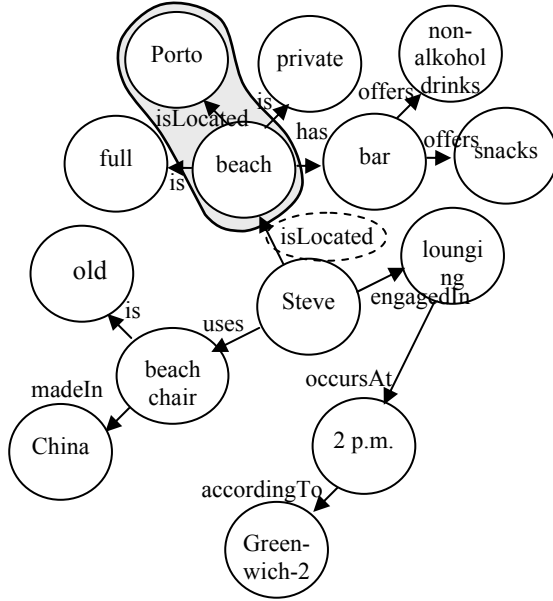 non-
alkohol
drinks
Porto
private
offers
is
isLocated
has
offers
full
beach
bar
snacks
is
isLocated
loungi
ng
old
Steve
engagedIn
is
uses
beach
chair
occursAt
madeIn
China
2 p.m.
accordingTo
Green-
wich-2